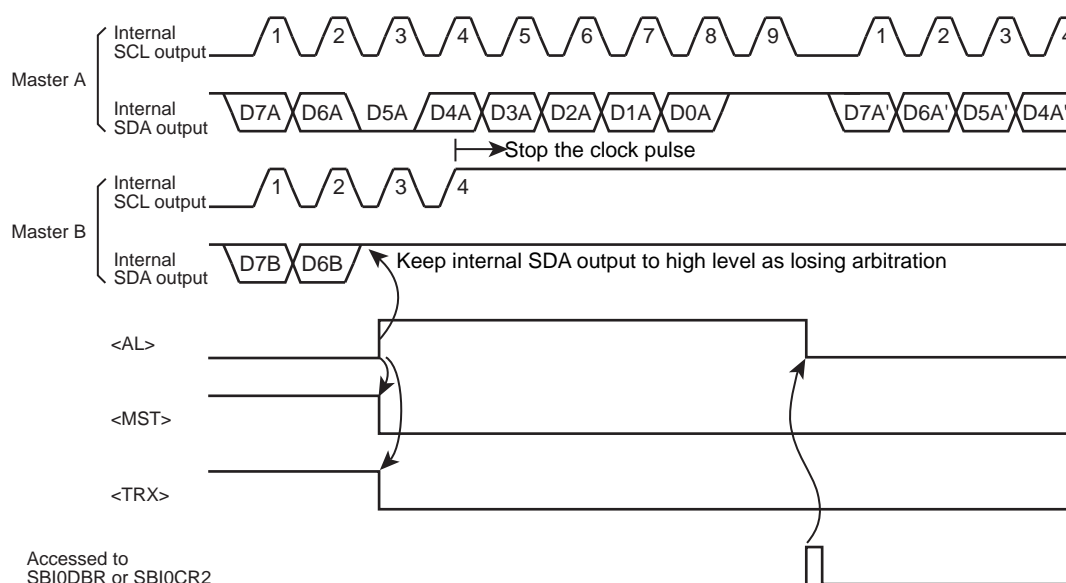 Internal
SCL output
1 2 3 4 5 6 7 8 9 1 2 3 4
Master A
Internal
SDA output
D7A D6A D5A D4A D3A D2A D1A D0A D7A' D6A' D5A' D4A'
Stop the clock pulse
Internal
SCL output
1 2 3 4
Master B
Internal
SDA output
D7B D6B
Keep internal SDA output to high level as losing arbitration
<AL>
<MST>
<TRX>
Accessed to
SBI0DBR or SBI0CR2